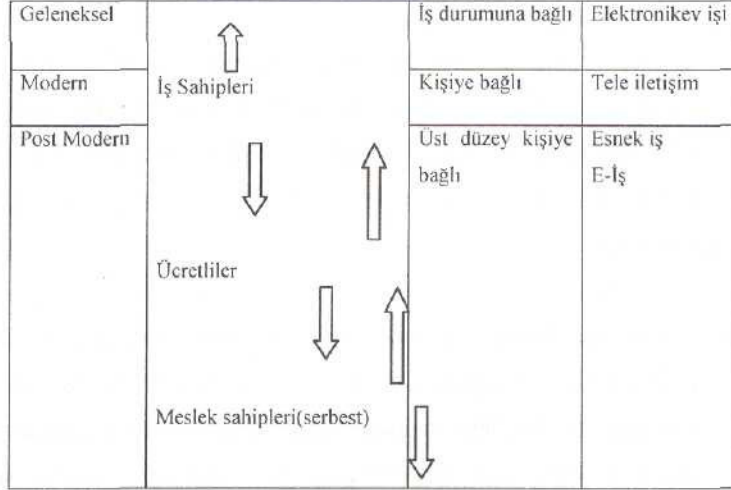 Geleneksel
İş durumuna bağlı
Elektronikev işi
Modern
İş Sahipleri
Kişiye bağlı
Tele iletişim
Post Modern
Üst düzey kişiye
bağlı
Esnek iş
E-İş
Ücretliler
Meslek sahipleri(serbest)